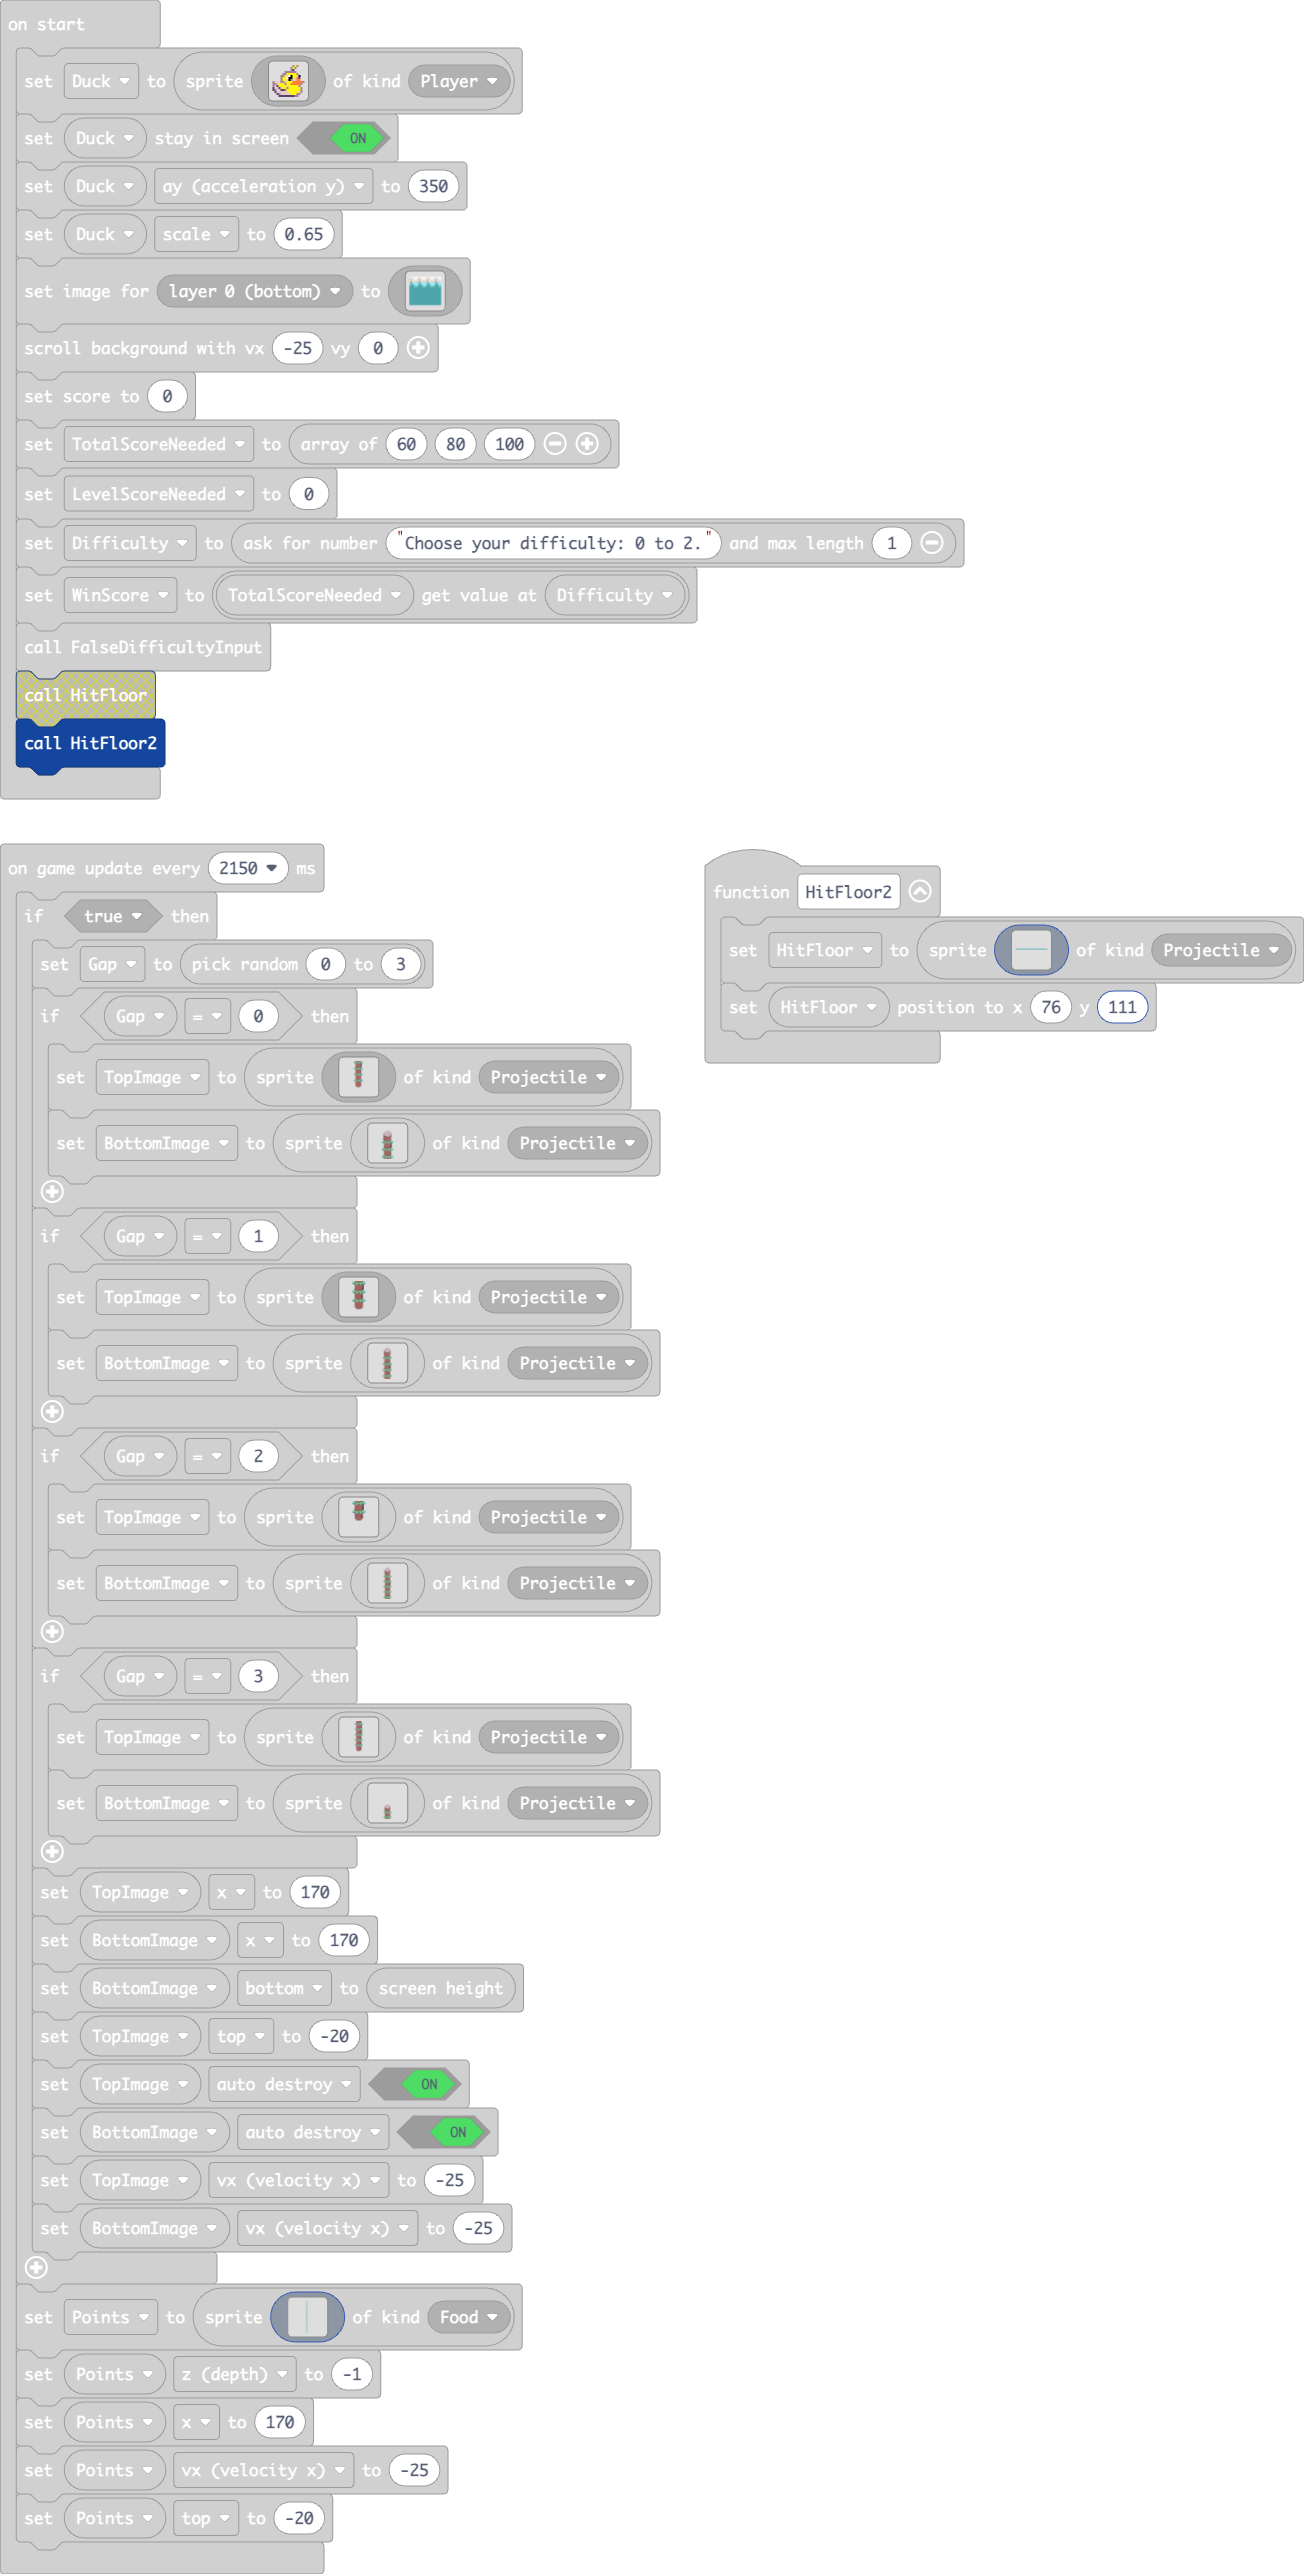 on start
set Duck to sprite of kind Player
set Duck stay in screen ON
set Duck ay (acceleration y) to 350
set Duck scale to 0.65
set image for layer 0 (bottom) to
scroll background with vx -25 vy 0
set score to 0
set TotalScoreNeeded to array of 60 80 100
set LevelScoreNeeded to 0
set Difficulty to ask for number "Choose your difficulty: 0 to 2." and max length 1
set WinScore to TotalScoreNeeded get value at Difficulty
call FalseDifficultyInput
call HitFloor
call HitFloor2
on game update every 2150 ms
if true then
set Gap to pick random 0 to 3
if Gap = 0 then
set TopImage to sprite of kind Projectile
set BottomImage to sprite of kind Projectile
if Gap = 1 then
set TopImage to sprite of kind Projectile
set BottomImage to sprite of kind Projectile
if Gap = 2 then
set TopImage to sprite of kind Projectile
set BottomImage to sprite of kind Projectile
if Gap = 3 then
set TopImage to sprite of kind Projectile
set BottomImage to sprite of kind Projectile
set TopImage x to 170
set BottomImage x to 170
set BottomImage bottom to screen height
set TopImage top to -20
set TopImage auto destroy ON
set BottomImage auto destroy ON
set TopImage vx (velocity x) to -25
set BottomImage vx (velocity x) to -25
set Points to sprite of kind Food
set Points z (depth) to -1
set Points x to 170
set Points vx (velocity x) to -25
set Points top to -20
function HitFloor2
set HitFloor to sprite of kind Projectile
set HitFloor position to x 76 y 111